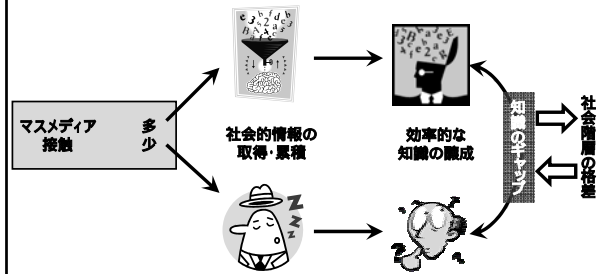 マスメディア 多
接触 少
社会的情報の
取得・累積
効率的な
知識の醸成
知識のギャップ
社会階層の格差
Z
Z
Z